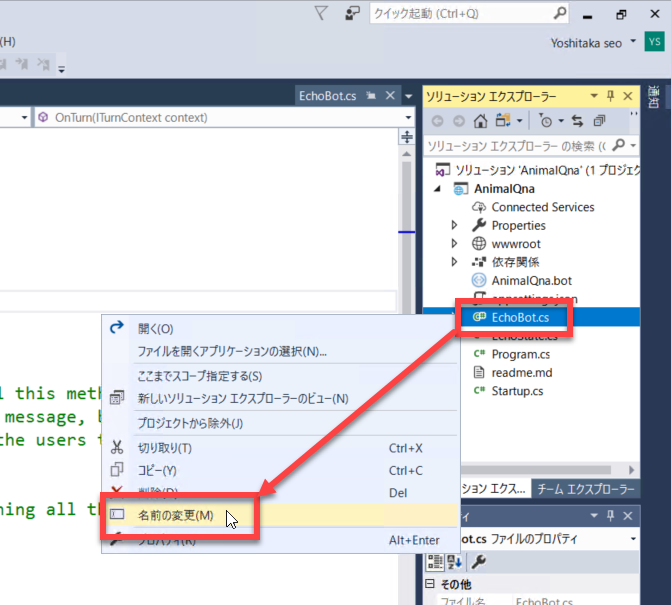 クイック起動 (Ctrl+Q)
(H)
Yoshitaka seo
YS
EchoBot.cs
OnTurn(ITurnContext context)
ソリューション エクスプローラー
通知
ソリューション エクスプローラー の検索 (C
ソリューション 'AnimalQna' (1 プロジェク
AnimalQna
Connected Services
Properties
wwwroot
依存関係
AnimalQna.bot
appsettings.json
EchoBot.cs
EchoState.cs
Program.cs
readme.md
Startup.cs
開く(O)
ファイルを開くアプリケーションの選択(N)...
ここまでスコープ指定する(S)
新しいソリューション エクスプローラーのビュー(N)
プロジェクトから除外(J)
切り取り(T) Ctrl+X
コピー(Y) Ctrl+C
削除(D) Del
名前の変更(M)
プロパティ(R) Alt+Enter
l this meth
message, b
the users t
ning all th
ション エクス... チーム エクスプローラー
ィ
ot.cs ファイルのプロパティ
その他
ファイル名 EchoBot.cs